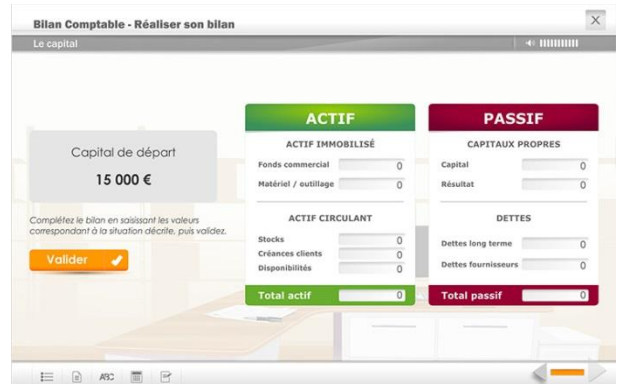 Bilan Comptable - Réaliser son bilan
Le capital
Capital de départ
15 000 €
Complétez le bilan en saisissant les valeurs
correspondant à la situation décrite, puis validez.
Valider
ACTIF
ACTIF IMMOBILISÉ
Fonds commercial 0
Matériel / outillage 0
ACTIF CIRCULANT
Stocks 0
Créances clients 0
Disponibilités 0
Total actif 0
PASSIF
CAPITAUX PROPRES
Capital 0
Résultat 0
DETTES
Dettes long terme 0
Dettes fournisseurs 0
Total passif 0
ABC